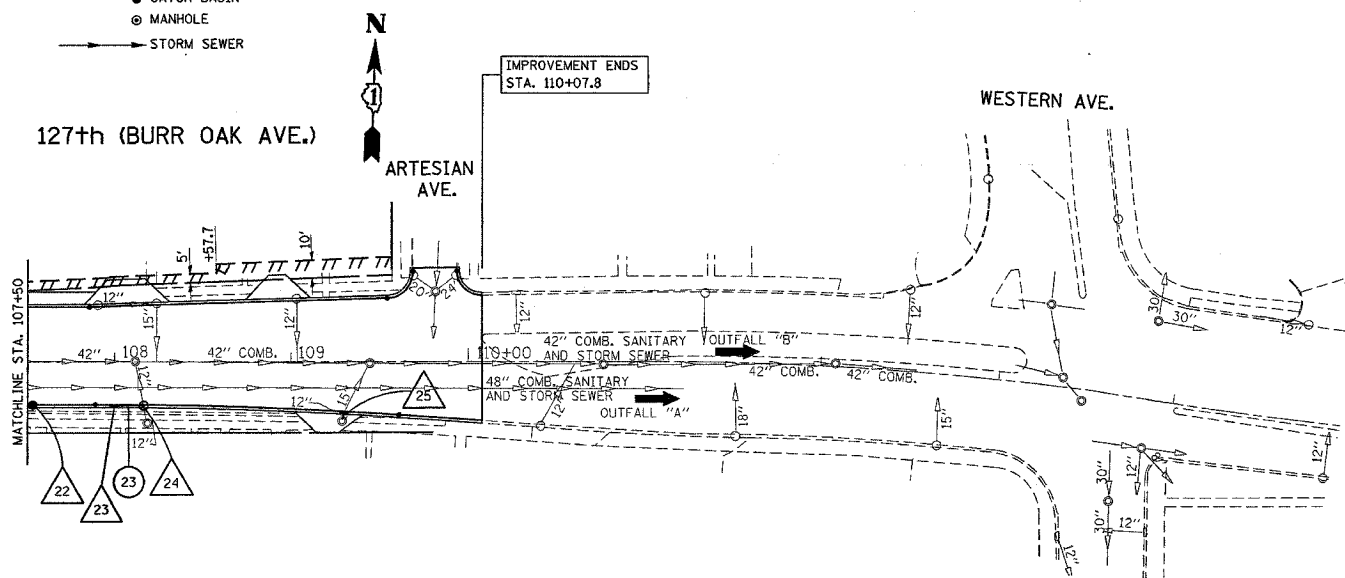 CATCH BASIN
MANHOLE
STORM SEWER
N
1
127th (BURR OAK AVE.)
IMPROVEMENT ENDS
STA. 110+07.8
WESTERN AVE.
ARTESIAN
AVE.
5'
+57.7
10'
MATCHLINE STA. 107+50
12"
15"
12"
12"
12"
30"
30"
12"
42"
108
42" COMB.
109
110+00
42" COMB. SANITARY
AND STORM SEWER
OUTFALL "B"
42" COMB.
42" COMB.
48" COMB. SANITARY
AND STORM SEWER
OUTFALL "A"
12"
15"
12"
25
12"
18"
15"
12"
12"
30"
30"
12"
12"
12"
22
23
23
24